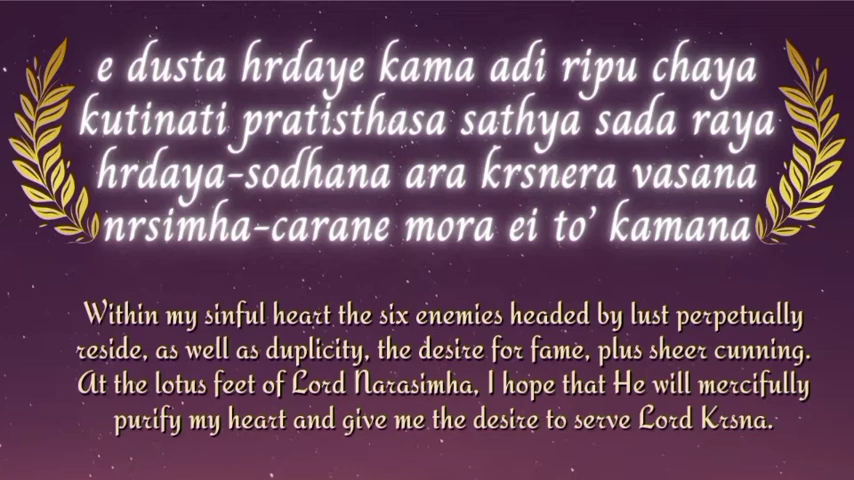 e dusta hrdaye kama adi ripu chaya
kutinati pratisthasa sathya sada raya
hrdaya-sodhana ara krsnera vasana
nrsimha-carane mora ei to’ kamana
Within my sinful heart the six enemies headed by lust perpetually
reside, as well as duplicity, the desire for fame, plus sheer cunning.
At the lotus feet of Lord Narasimha, I hope that He will mercifully
purify my heart and give me the desire to serve Lord Krsna.